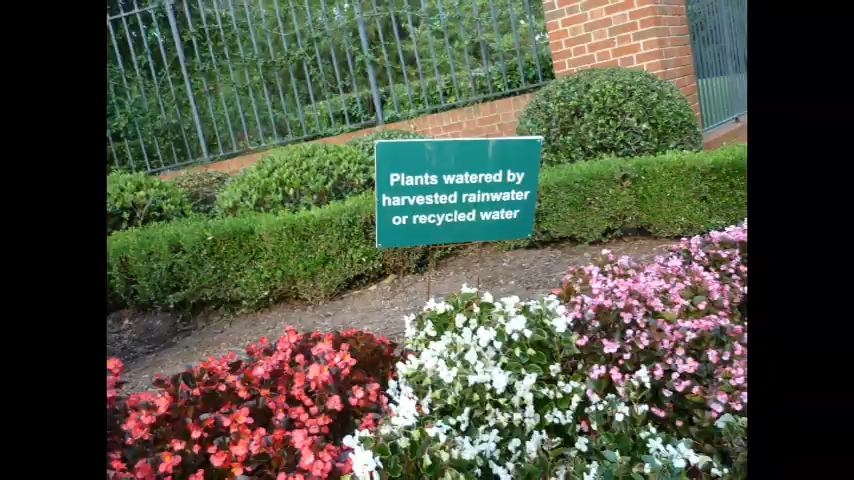 Plants watered by
harvested rainwater
or recycled water